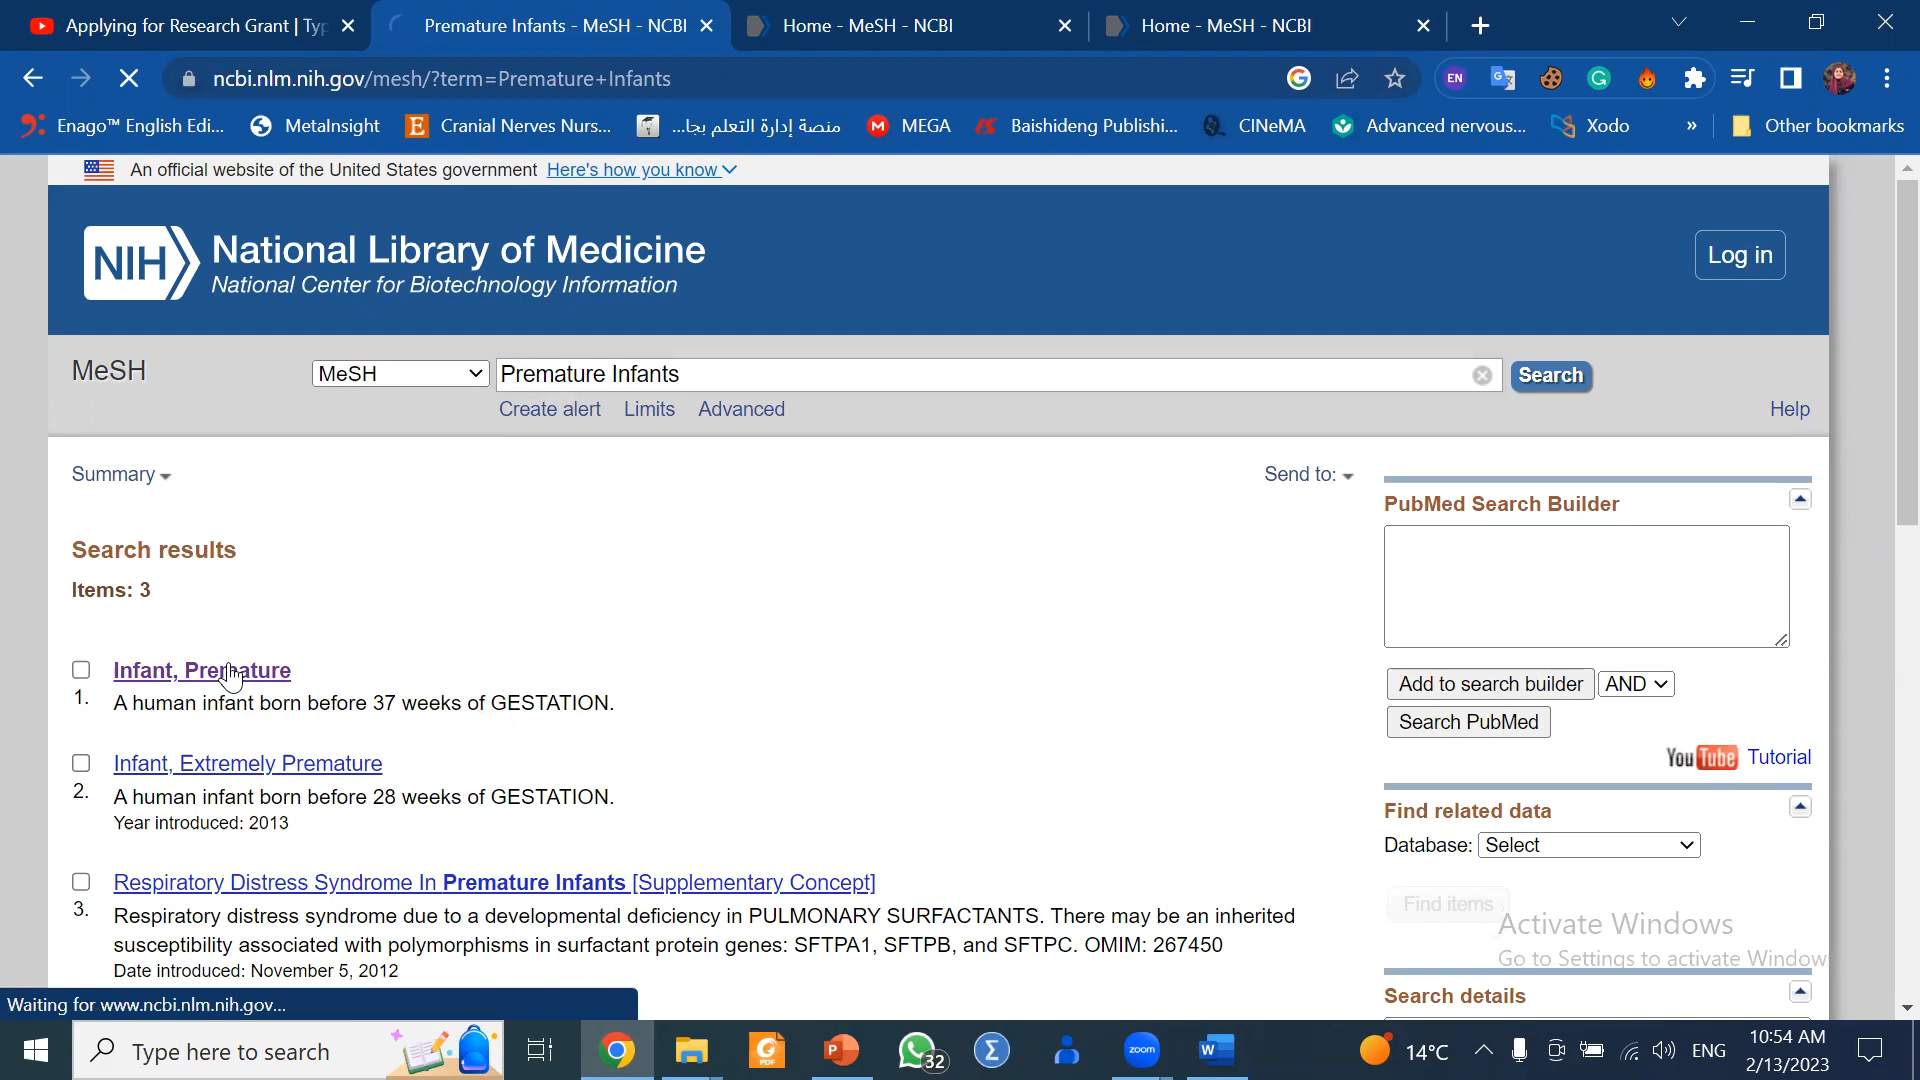 Applying for Research Grant | Typ
Premature Infants - MeSH - NCBI
Home - MeSH - NCBI
Home - MeSH - NCBI
ncbi.nlm.nih.gov/mesh/?term=Premature+Infants
EN
Enago™ English Edi...
MetaInsight
Cranial Nerves Nurs...
منصة إدارة التعلم بجا...
MEGA
Baishideng Publishi...
CINeMA
Advanced nervous...
Xodo
»
Other bookmarks
An official website of the United States government Here's how you know
NIH
National Library of Medicine
National Center for Biotechnology Information
Log in
MeSH
MeSH
Premature Infants
Search
Create alert Limits Advanced
Help
Summary
Send to:
Search results
Items: 3
Infant, Premature
1.
A human infant born before 37 weeks of GESTATION.
Infant, Extremely Premature
2.
A human infant born before 28 weeks of GESTATION.
Year introduced: 2013
Respiratory Distress Syndrome In Premature Infants [Supplementary Concept]
3.
Respiratory distress syndrome due to a developmental deficiency in PULMONARY SURFACTANTS. There may be an inherited
susceptibility associated with polymorphisms in surfactant protein genes: SFTPA1, SFTPB, and SFTPC. OMIM: 267450
Date introduced: November 5, 2012
PubMed Search Builder
Add to search builder
AND
Search PubMed
YouTube Tutorial
Find related data
Database: Select
Find items
Activate Windows
Go to Settings to activate Window
Search details
Waiting for www.ncbi.nlm.nih.gov...
Type here to search
PDF
32
zoom
14°C
ENG
10:54 AM
2/13/2023